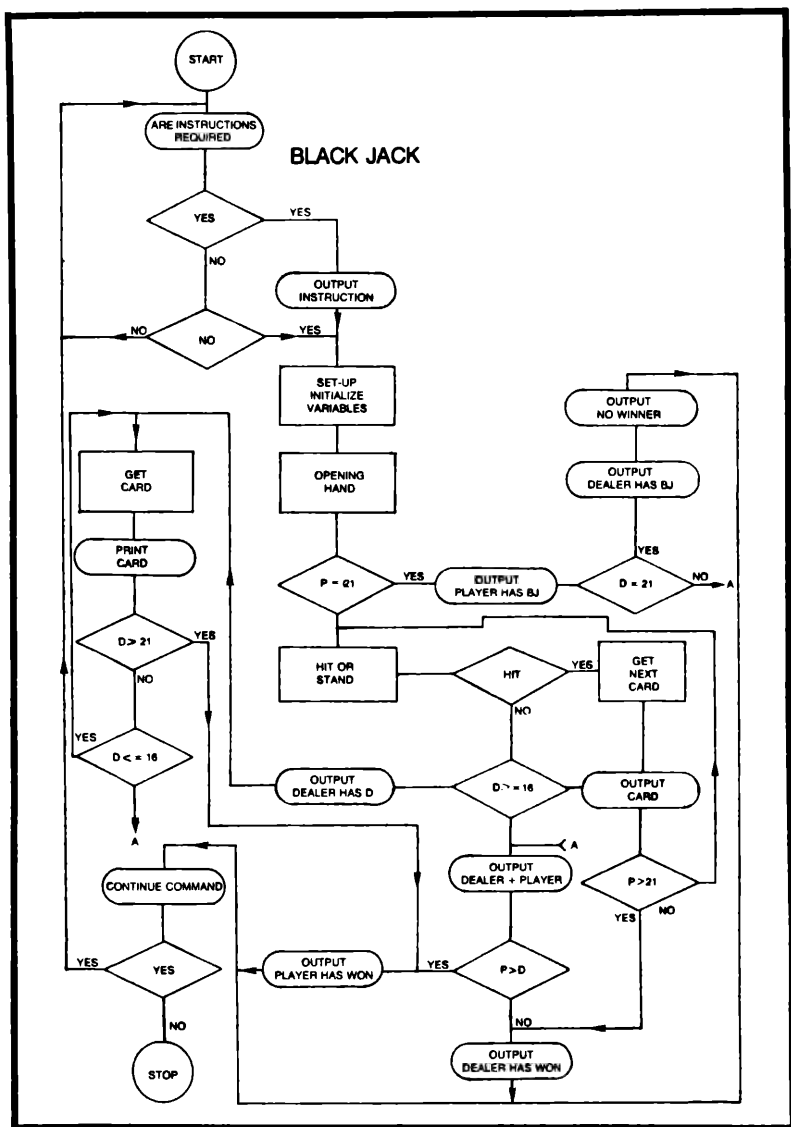 START
ARE INSTRUCTIONS
REQUIRED
BLACK JACK
YES
YES
NO
OUTPUT
INSTRUCTION
NO
NO
YES
SET-UP
INITIALIZE
VARIABLES
OUTPUT
NO WINNER
GET
CARD
OPENING
HAND
OUTPUT
DEALER HAS BJ
PRINT
CARD
YES
P = 21
YES
OUTPUT
PLAYER HAS BJ
D = 21
NO
A
D > 21
YES
NO
HIT OR
STAND
HIT
YES
GET
NEXT
CARD
NO
YES
D < = 16
OUTPUT
DEALER HAS D
D > = 16
OUTPUT
CARD
A
A
CONTINUE COMMAND
OUTPUT
DEALER + PLAYER
P > 21
YES
NO
YES
YES
OUTPUT
PLAYER HAS WON
YES
P > D
NO
NO
STOP
OUTPUT
DEALER HAS WON